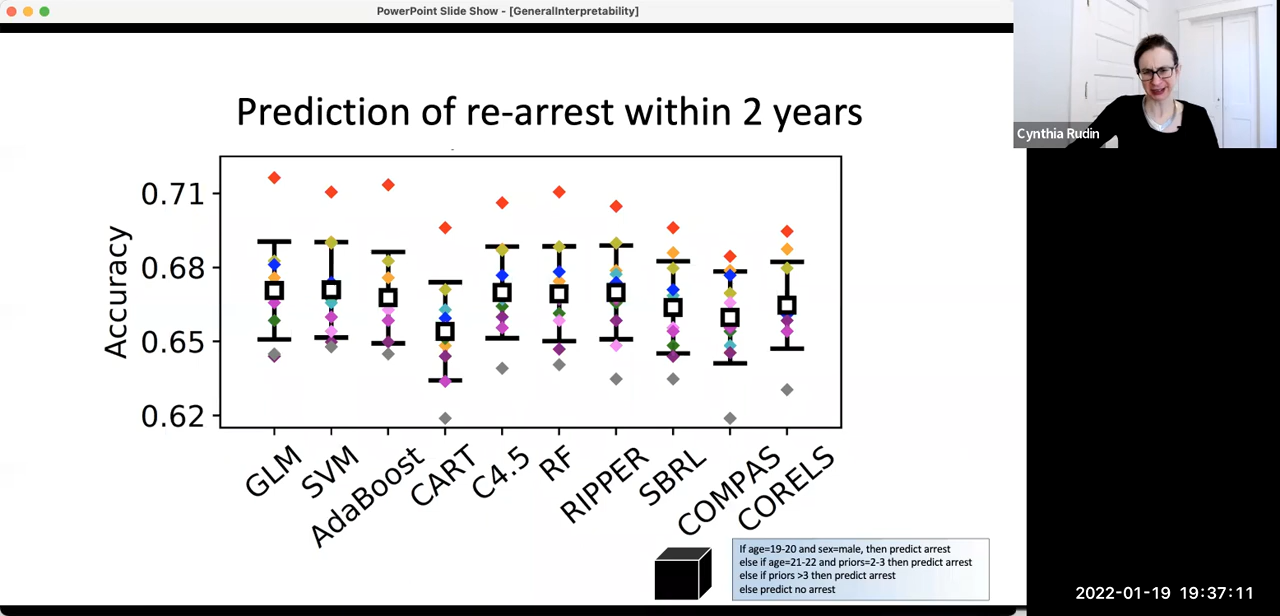 PowerPoint Slide Show - [GeneralInterpretability]
Cynthia Rudin
Prediction of re-arrest within 2 years
Accuracy
0.71
0.68
0.65
0.62
GLM
SVM
AdaBoost
CART
C4.5
RF
RIPPER
SBRL
COMPAS
CORELS
If age=19-20 and sex=male, then predict arrest
else if age=21-22 and priors=2-3 then predict arrest
else if priors >3 then predict arrest
else predict no arrest
2022-01-19 19:37:11